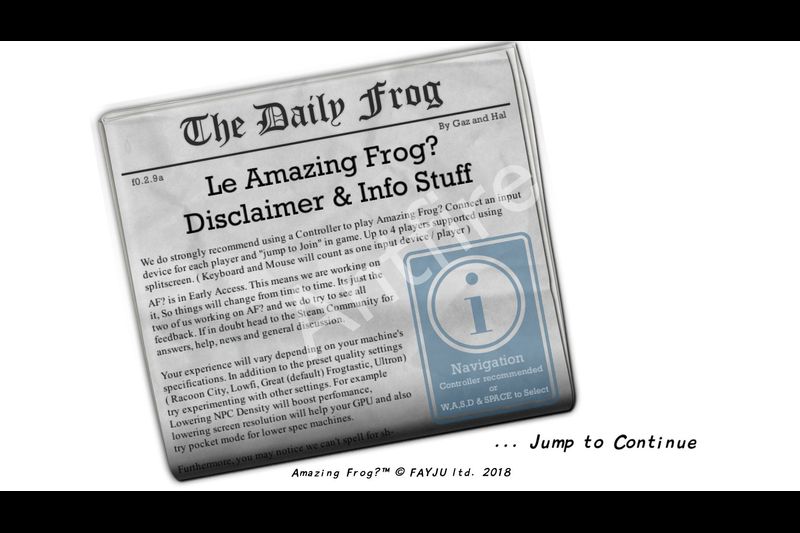 The Daily Frog
By Gaz and Hal
f0.2.9a
Le Amazing Frog?
Disclaimer & Info Stuff
We do strongly recommend using a Controller to play Amazing Frog? Connect an input
device for each player and "jump to Join" in game. Up to 4 players supported using
splitscreen. ( Keyboard and Mouse will count as one input device / player )
AF? is in Early Access. This means we are working on
it, So things will change from time to time. Its just the
two of us working on AF? and we do try to see all
feedback. If in doubt head to the Steam Community for
answers, help, news and general discussion.
Your experience will vary depending on your machine's
specifications. In addition to the preset quality settings
( Racoon City, Lowfi, Great (default) Frogtastic, Ultron)
try experimenting with other settings. For example
Lowering NPC Density will boost perfomance,
lowering screen resolution will help your GPU and also
try pocket mode for lower spec machines.
Furthermore, you may notice we can't spell for sh-
i
Navigation
Controller recommended
or
W,A,S,D & SPACE to Select
... Jump to Continue
Amazing Frog?™ © FAYJU ltd. 2018